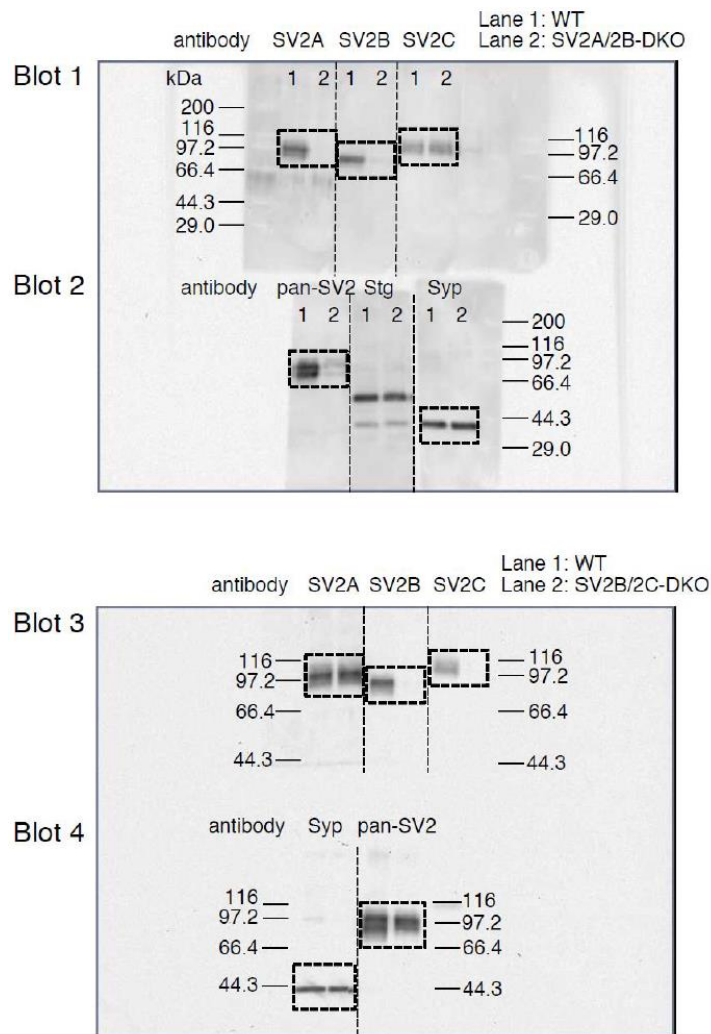 Lane 1: WT
antibody SV2A SV2B SV2C Lane 2: SV2A/2B-DKO
Blot 1
kDa 1 2 1 2 1 2
200
116 116
97.2 97.2
66.4 66.4
44.3
29.0 29.0
Blot 2
antibody pan-SV2 Stg Syp
1 2 1 2 1 2
200
116
97.2
66.4
44.3
29.0
Lane 1: WT
antibody SV2A SV2B SV2C Lane 2: SV2B/2C-DKO
Blot 3
116 116
97.2 97.2
66.4 66.4
44.3 44.3
Blot 4
antibody Syp pan-SV2
116 116
97.2 97.2
66.4 66.4
44.3 44.3